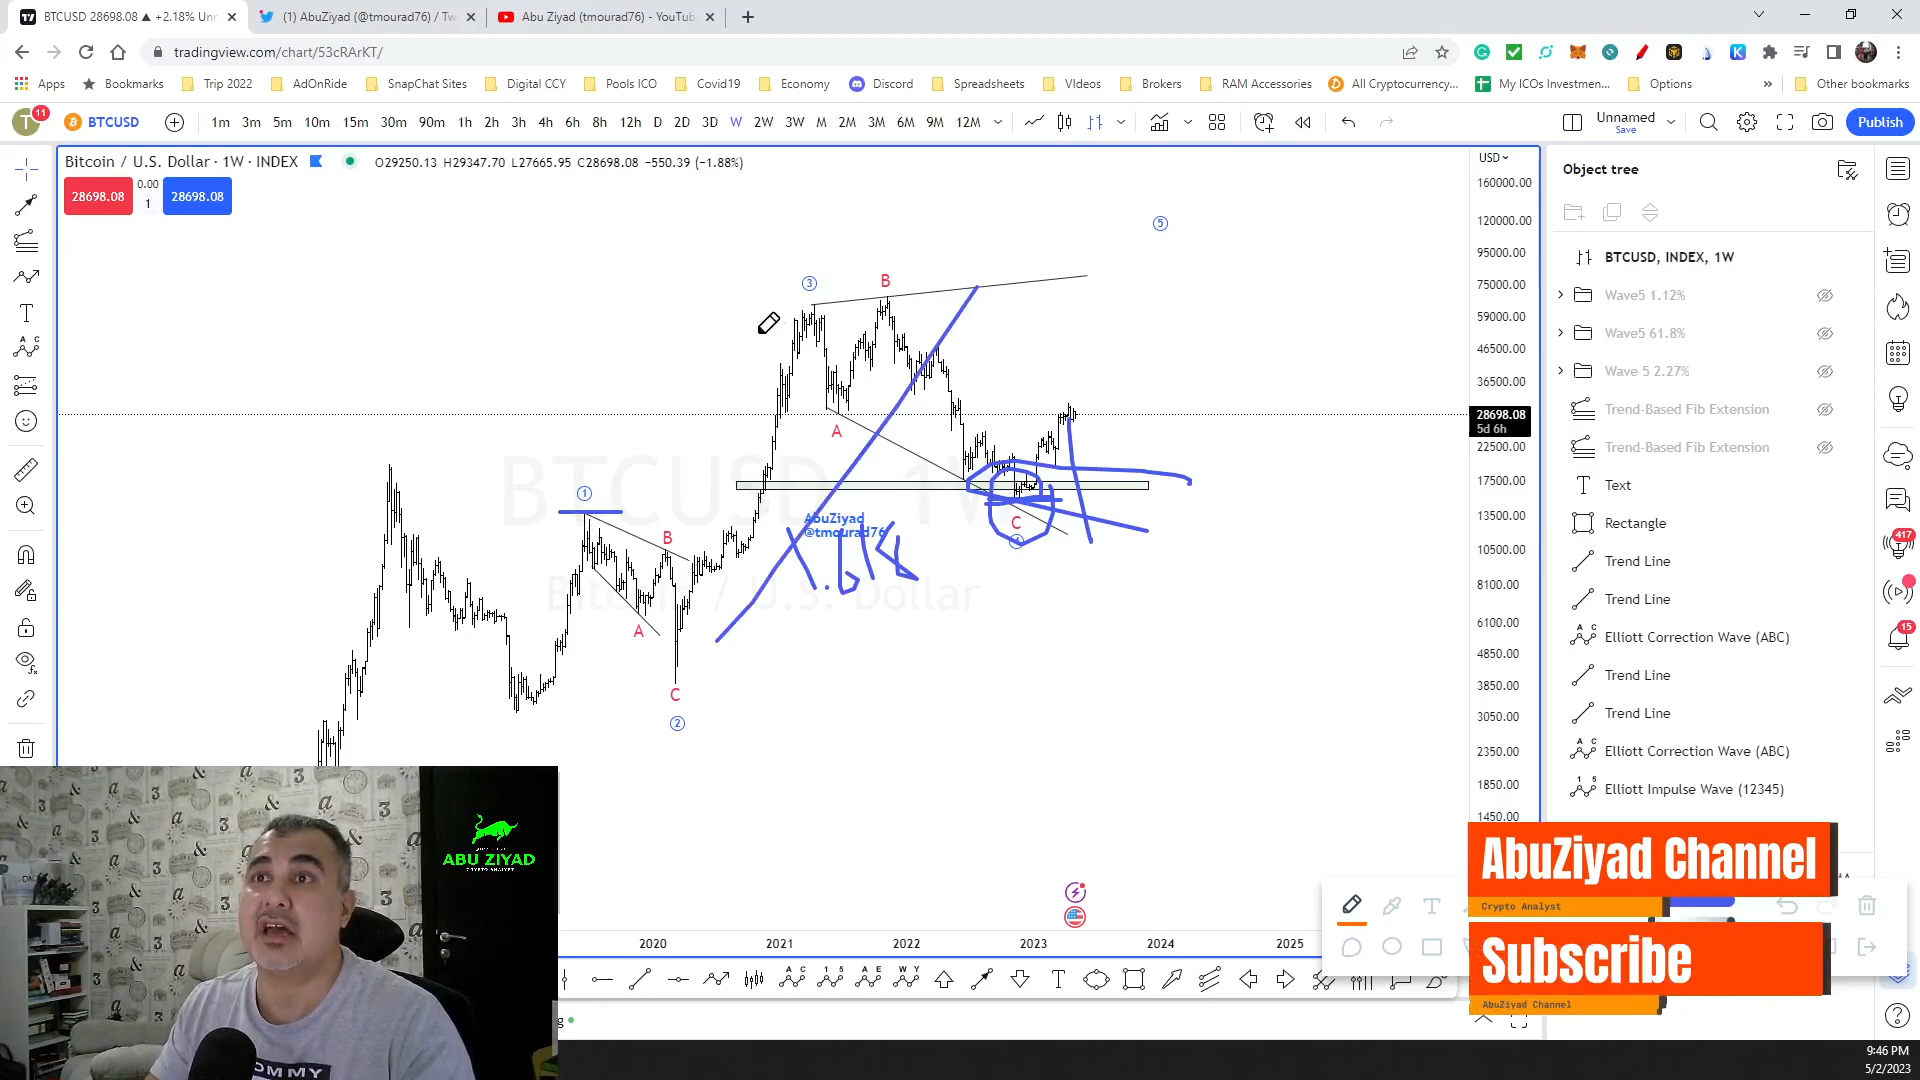 BTCUSD 28698.08 ▲ +2.18% Unn
(1) AbuZiyad (@tmourad76) / Tw
Abu Ziyad (tmourad76) - YouTub
tradingview.com/chart/53cRArKT/
Apps Bookmarks Trip 2022 AdOnRide SnapChat Sites Digital CCY Pools ICO Covid19 Economy Discord Spreadsheets VIdeos Brokers RAM Accessories All Cryptocurrency... My ICOs Investmen... Options » Other bookmarks
T 11 BTCUSD 1m 3m 5m 10m 15m 30m 90m 1h 2h 3h 4h 6h 8h 12h D 2D 3D W 2W 3W M 2M 3M 6M 9M 12M Unnamed Publish
Save
Bitcoin / U.S. Dollar · 1W · INDEX O29250.13 H29347.70 L27665.95 C28698.08 −550.39 (−1.88%)
28698.08 0.00 28698.08
1
USD
160000.00
120000.00
95000.00
75000.00
59000.00
46500.00
36500.00
28698.08
5d 6h
22500.00
17500.00
13500.00
10500.00
8100.00
6100.00
4850.00
3850.00
3050.00
2350.00
1850.00
1450.00
5
3
B
A
1
B
A
C
2
C
BTCUSD, 1W
Bitcoin / U.S. Dollar
AbuZiyad
@tmourad76
1.618
2020 2021 2022 2023 2024 2025
Object tree
BTCUSD, INDEX, 1W
Wave5 1.12%
Wave5 61.8%
Wave 5 2.27%
Trend-Based Fib Extension
Trend-Based Fib Extension
Text
Rectangle
Trend Line
Trend Line
Elliott Correction Wave (ABC)
Trend Line
Trend Line
Elliott Correction Wave (ABC)
Elliott Impulse Wave (12345)
417
15
AbuZiyad Channel
Crypto Analyst
Subscribe
AbuZiyad Channel
ABU ZIYAD
CRYPTO ANALYST
TOMMY
9:46 PM
5/2/2023